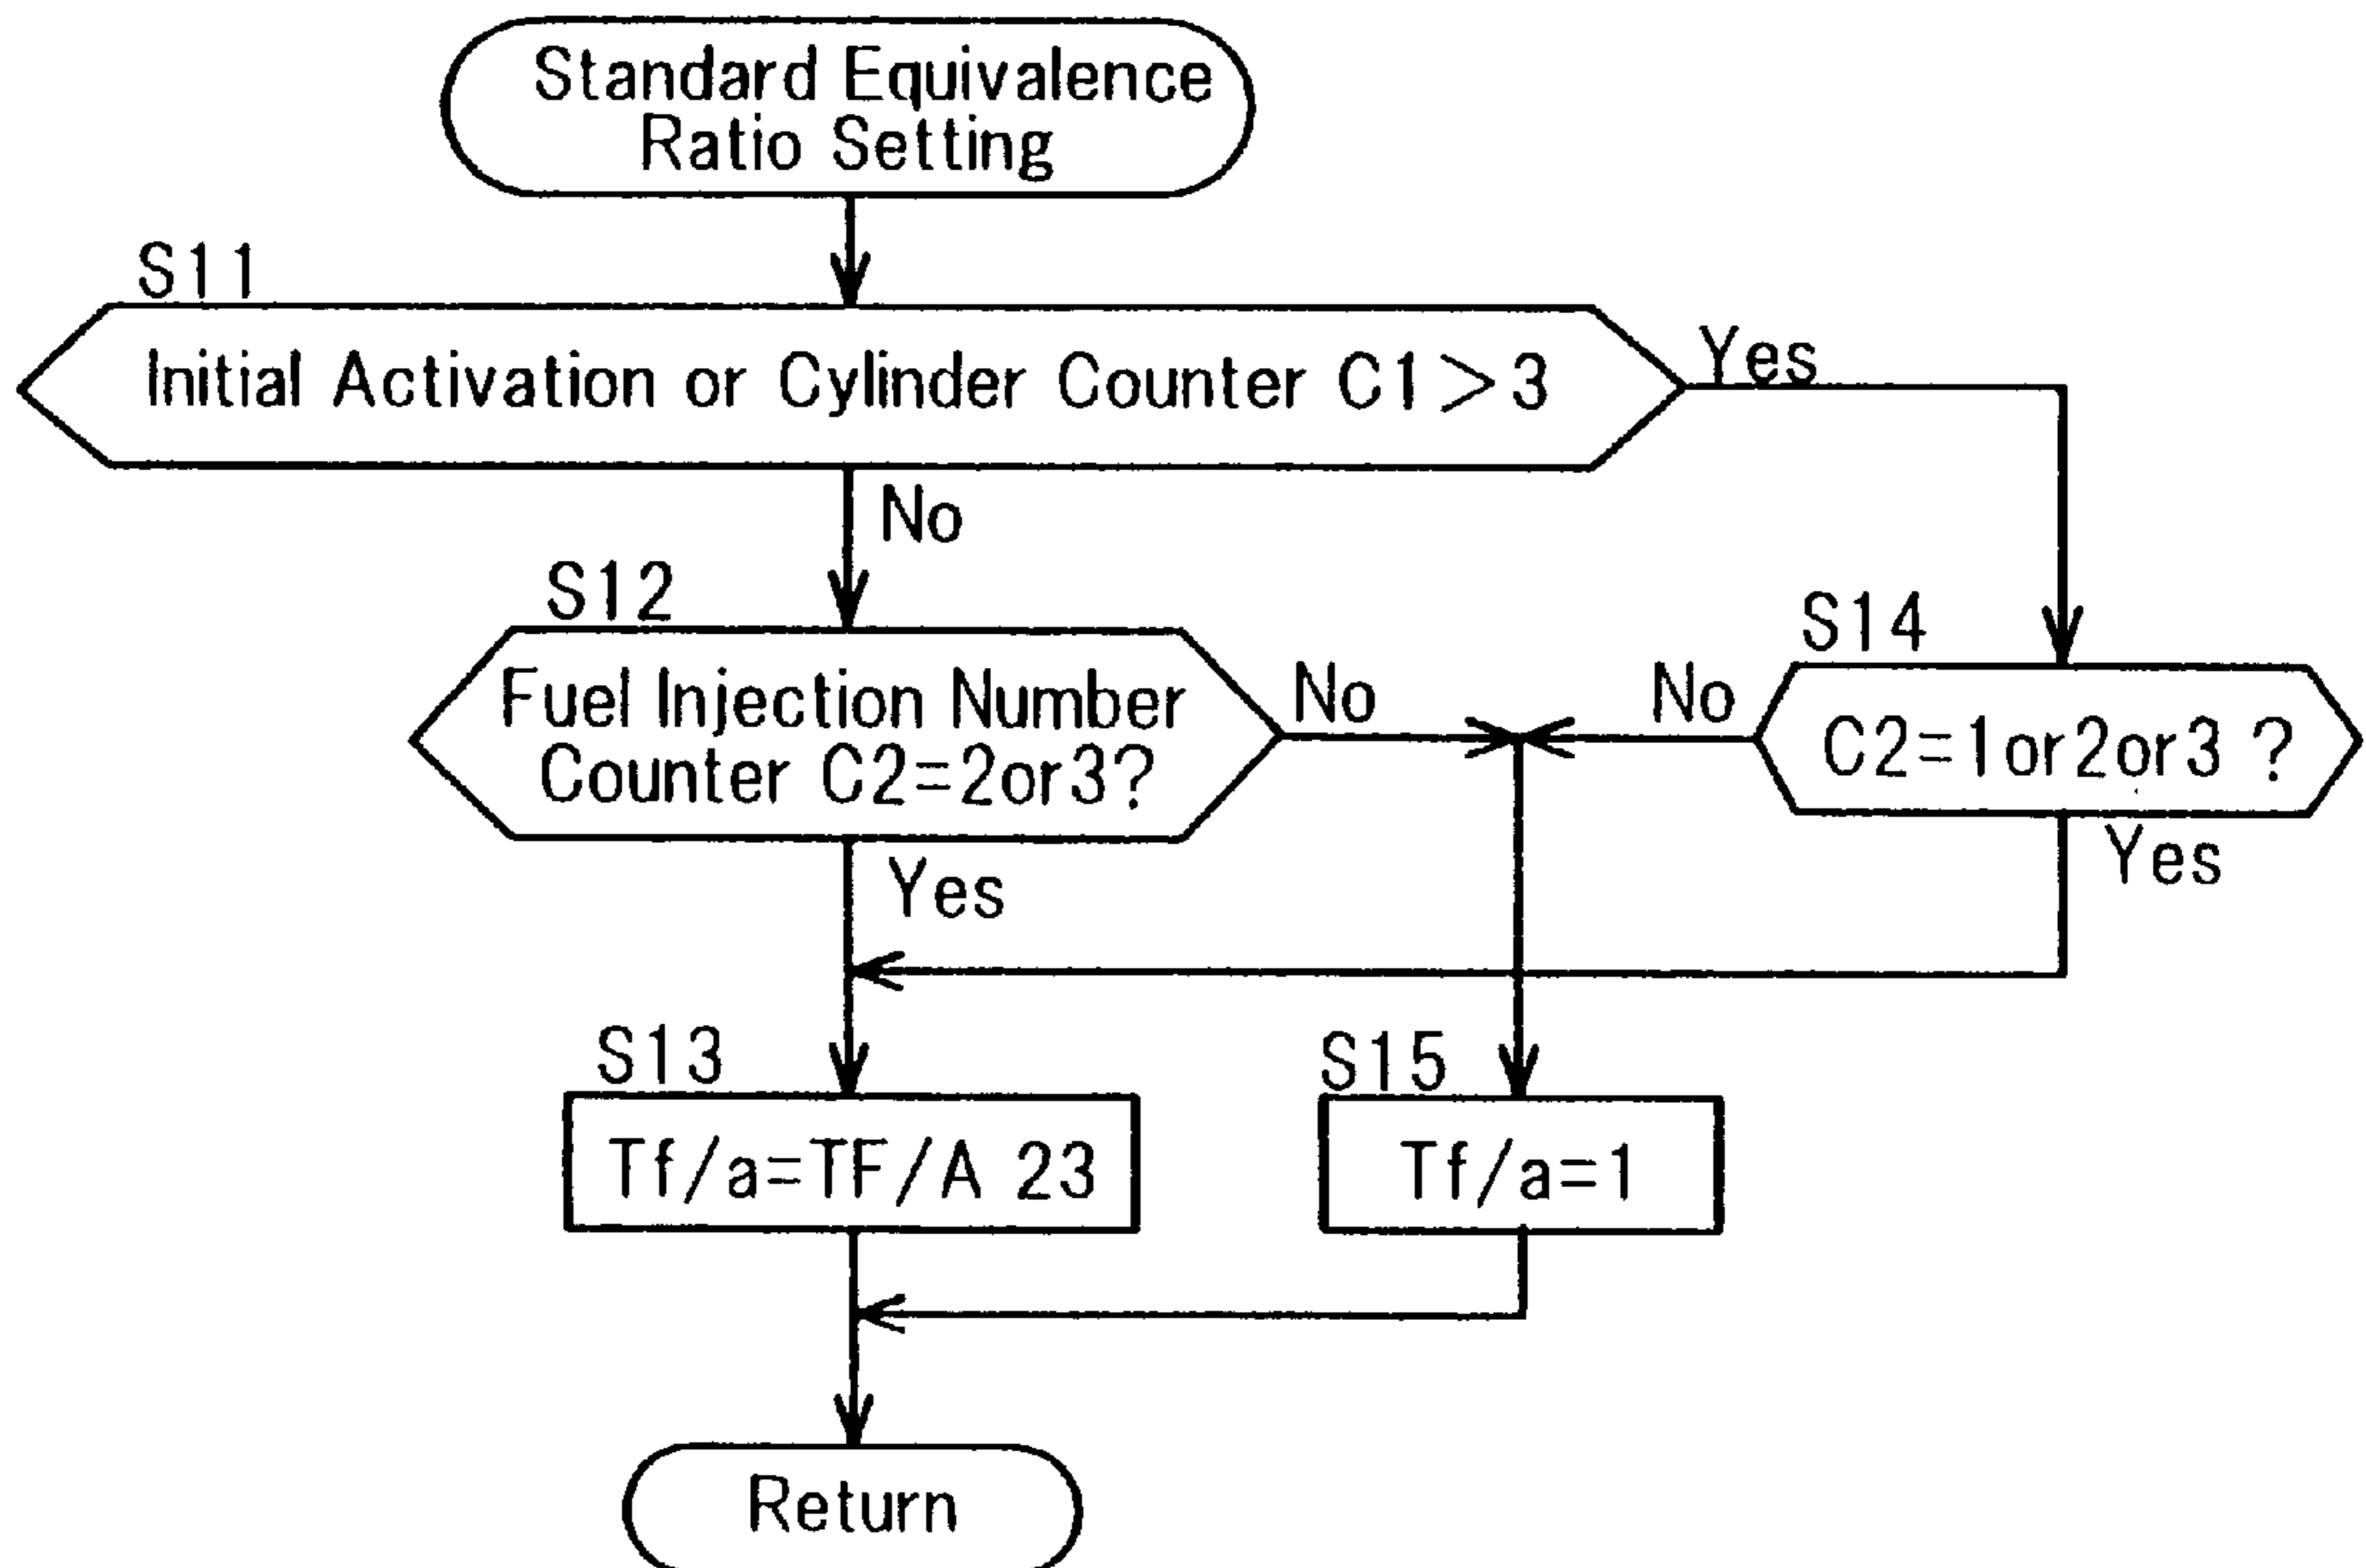 Standard Equivalence
Ratio Setting
S11
Initial Activation or Cylinder Counter C1>3
Yes
No
S12
Fuel Injection Number
Counter C2=2or3?
No
No
S14
C2=1or2or3 ?
Yes
Yes
S13
Tf/a=TF/A 23
S15
Tf/a=1
Return